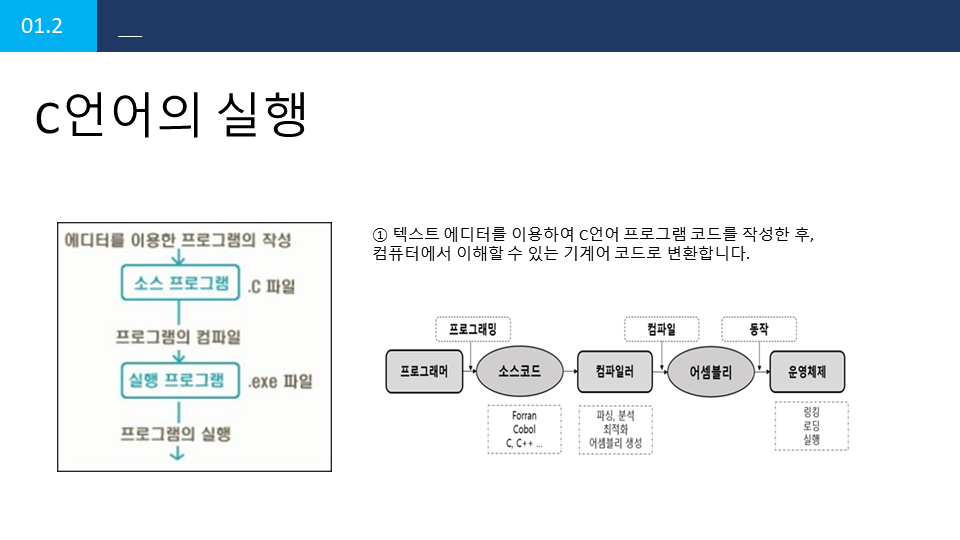 01.2
C언어의 실행
에디터를 이용한 프로그램의 작성
소스 프로그램
.C 파일
프로그램의 컴파일
실행 프로그램
.exe 파일
프로그램의 실행
① 텍스트 에디터를 이용하여 C언어 프로그램 코드를 작성한 후,
컴퓨터에서 이해할 수 있는 기계어 코드로 변환합니다.
프로그래밍
컴파일
동작
프로그래머
소스코드
컴파일러
어셈블리
운영체제
Forran
Cobol
C, C++ ...
파싱, 분석
최적화
어셈블리 생성
링킹
로딩
실행